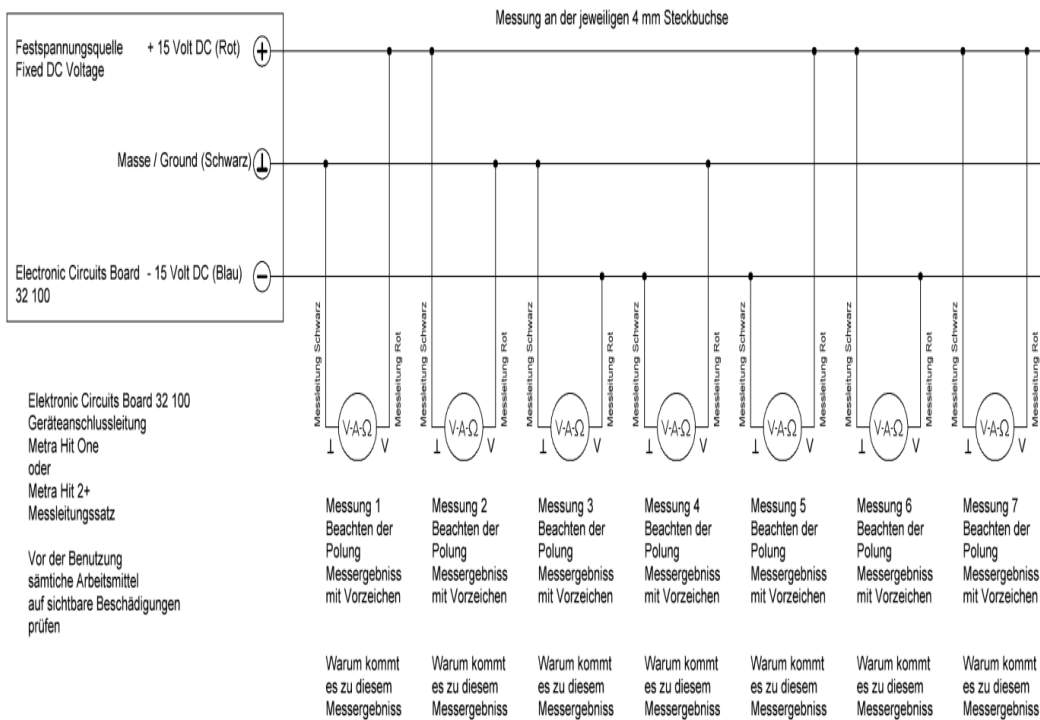 Messung an der jeweiligen 4 mm Steckbuchse
Festspannungsquelle + 15 Volt DC (Rot)
Fixed DC Voltage
Masse / Ground (Schwarz)
Electronic Circuits Board - 15 Volt DC (Blau)
32 100
Messleitung Schwarz Messleitung Rot Messleitung Schwarz Messleitung Rot Messleitung Schwarz Messleitung Rot Messleitung Schwarz Messleitung Rot Messleitung Schwarz Messleitung Rot Messleitung Schwarz Messleitung Rot Messleitung Schwarz Messleitung Rot
V-A-Ω V-A-Ω V-A-Ω V-A-Ω V-A-Ω V-A-Ω V-A-Ω
⊥ V ⊥ V ⊥ V ⊥ V ⊥ V ⊥ V ⊥ V
Elektronic Circuits Board 32 100
Geräteanschlussleitung
Metra Hit One
oder
Metra Hit 2+
Messleitungssatz
Vor der Benutzung
sämtliche Arbeitsmittel
auf sichtbare Beschädigungen
prüfen
Messung 1
Beachten der
Polung
Messergebniss
mit Vorzeichen
Warum kommt
es zu diesem
Messergebniss
Messung 2
Beachten der
Polung
Messergebniss
mit Vorzeichen
Warum kommt
es zu diesem
Messergebniss
Messung 3
Beachten der
Polung
Messergebniss
mit Vorzeichen
Warum kommt
es zu diesem
Messergebniss
Messung 4
Beachten der
Polung
Messergebniss
mit Vorzeichen
Warum kommt
es zu diesem
Messergebniss
Messung 5
Beachten der
Polung
Messergebniss
mit Vorzeichen
Warum kommt
es zu diesem
Messergebniss
Messung 6
Beachten der
Polung
Messergebniss
mit Vorzeichen
Warum kommt
es zu diesem
Messergebniss
Messung 7
Beachten der
Polung
Messergebniss
mit Vorzeichen
Warum kommt
es zu diesem
Messergebniss